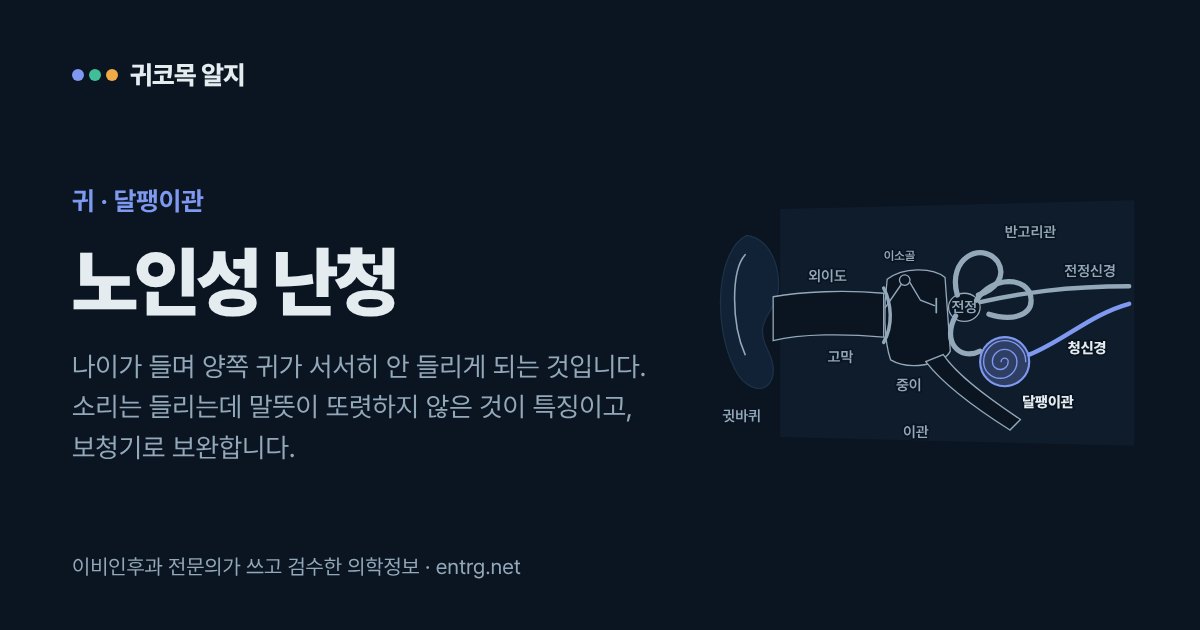 귀코목 알지
귀 · 달팽이관
노인성 난청
나이가 들며 양쪽 귀가 서서히 안 들리게 되는 것입니다.
소리는 들리는데 말뜻이 또렷하지 않은 것이 특징이고,
보청기로 보완합니다.
반고리관
이소골
전정신경
외이도
전정
청신경
고막
중이
달팽이관
귓바퀴
이관
이비인후과 전문의가 쓰고 검수한 의학정보 · entrg.net